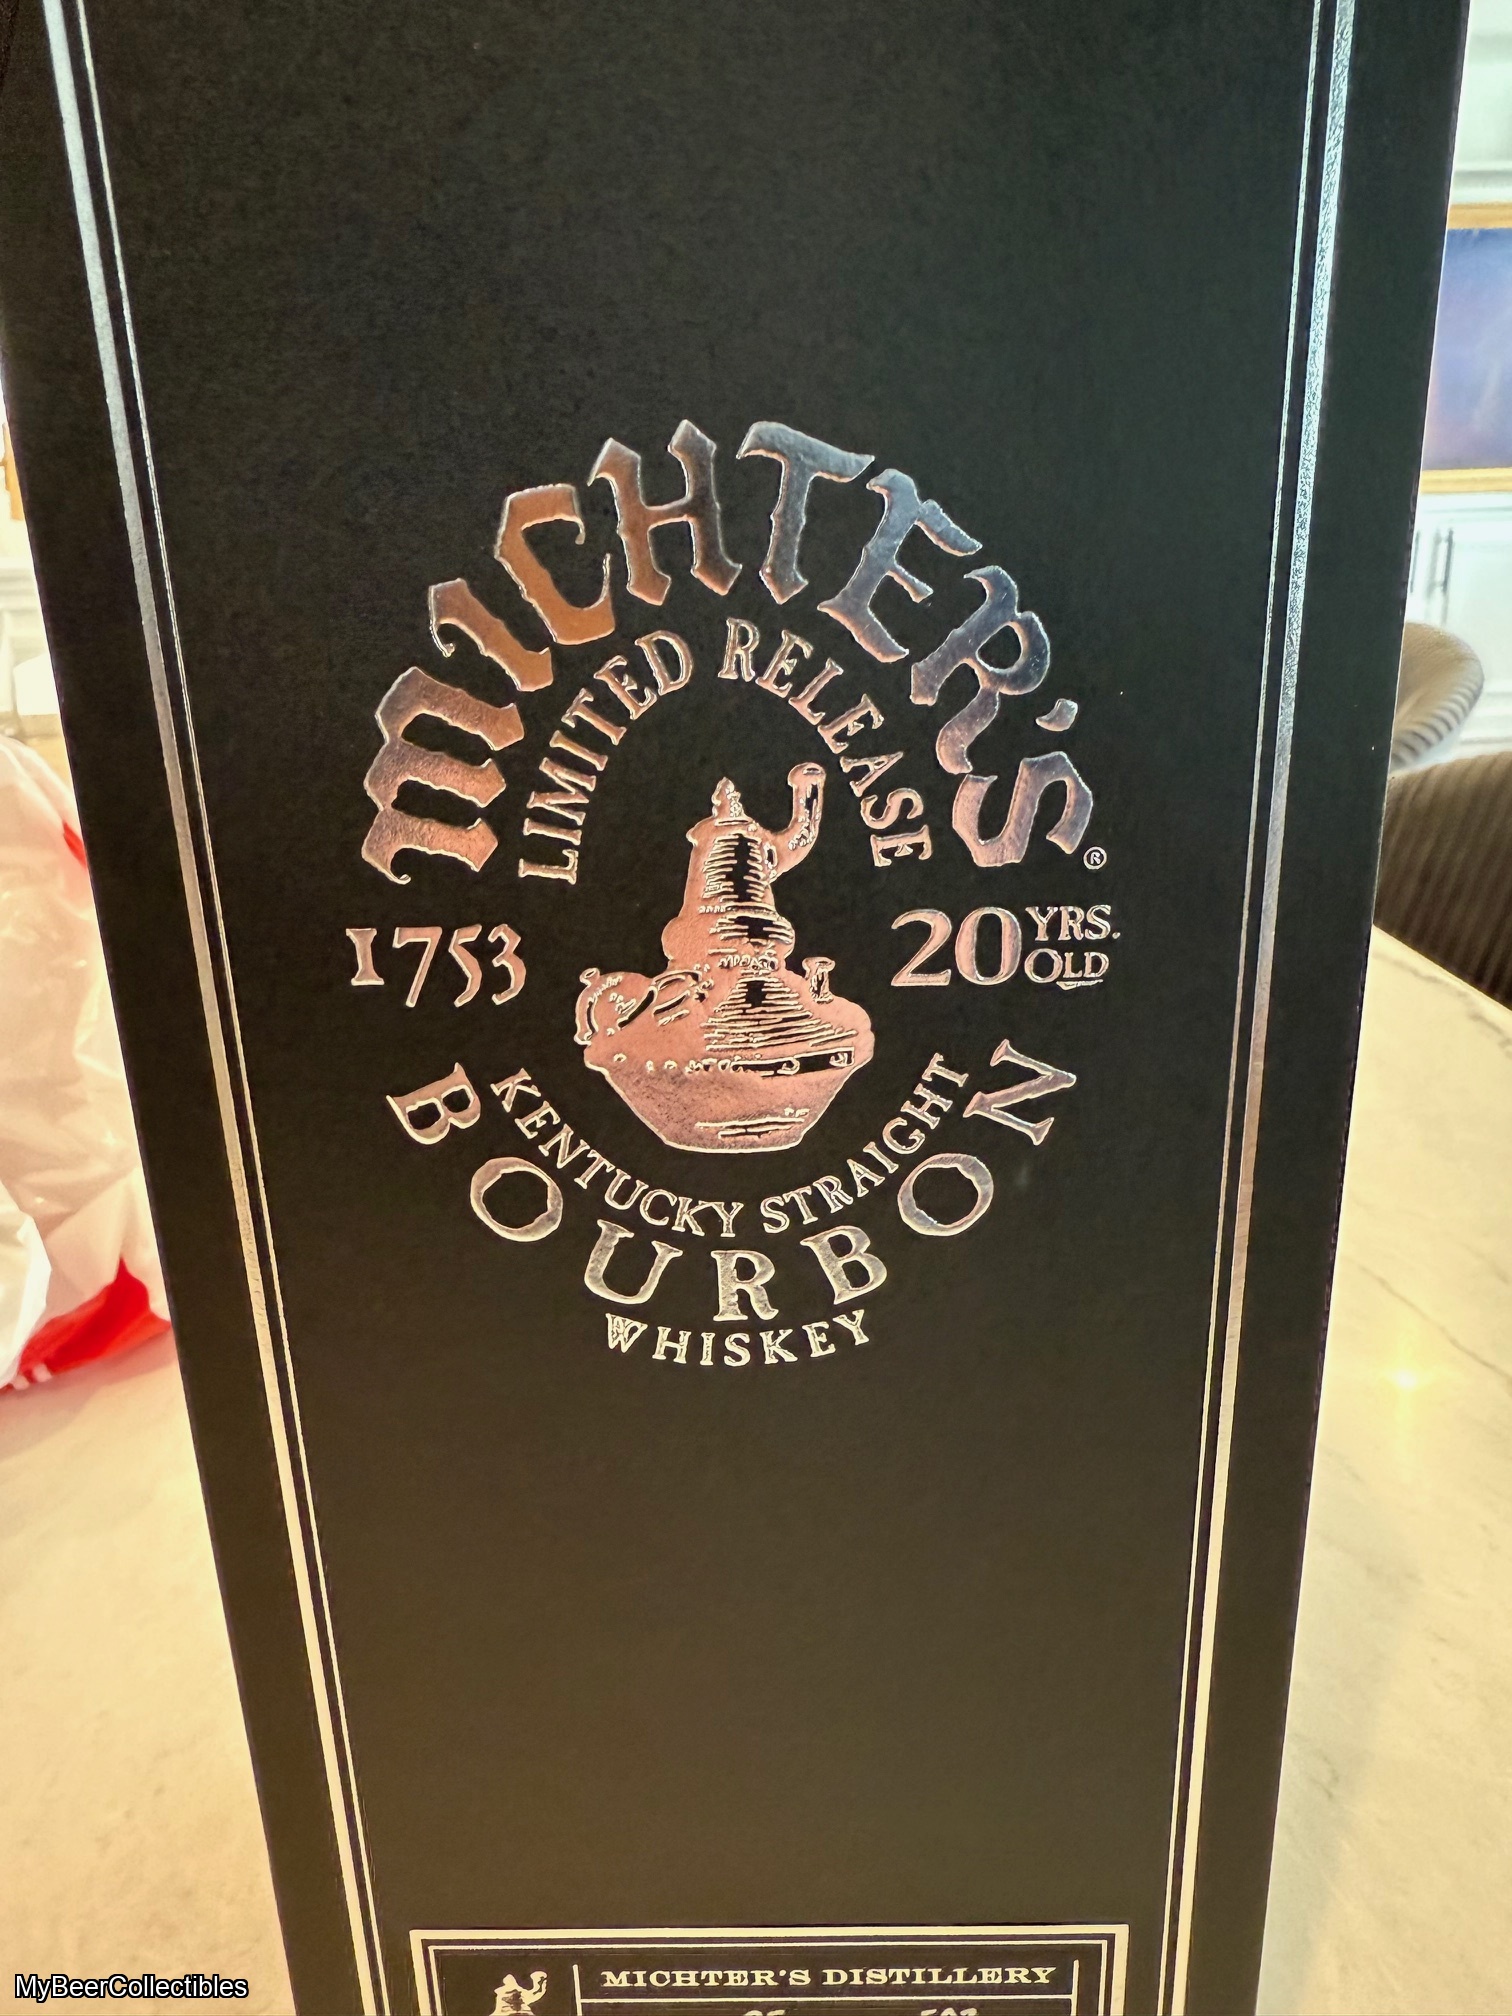 MICHTER'S®
LIMITED RELEASE
1753
20 YRS. OLD
KENTUCKY STRAIGHT
BOURBON
WHISKEY
MICHTER'S DISTILLERY
MyBeerCollectibles